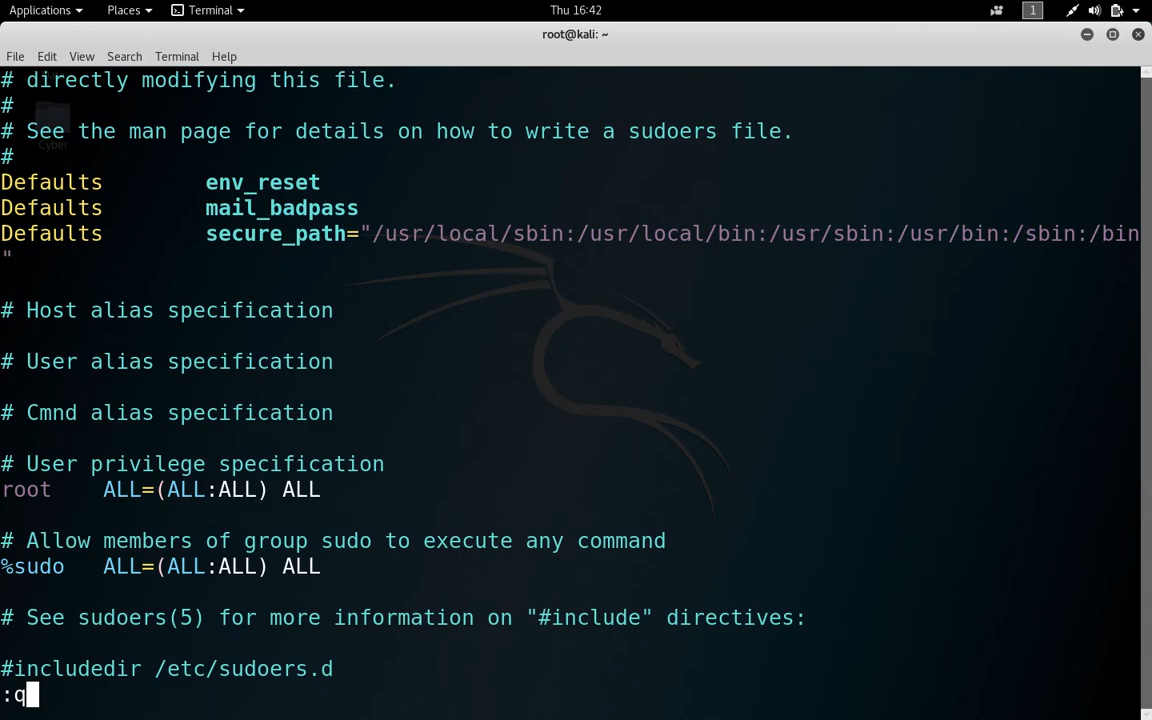 Applications Places Terminal Thu 16:42 1
root@kali: ~
File Edit View Search Terminal Help
# directly modifying this file.
#
# See the man page for details on how to write a sudoers file.
#
Cyber
Defaults env_reset
Defaults mail_badpass
Defaults secure_path="/usr/local/sbin:/usr/local/bin:/usr/sbin:/usr/bin:/sbin:/bin
"
# Host alias specification
# User alias specification
# Cmnd alias specification
# User privilege specification
root ALL=(ALL:ALL) ALL
# Allow members of group sudo to execute any command
%sudo ALL=(ALL:ALL) ALL
# See sudoers(5) for more information on "#include" directives:
#includedir /etc/sudoers.d
:q